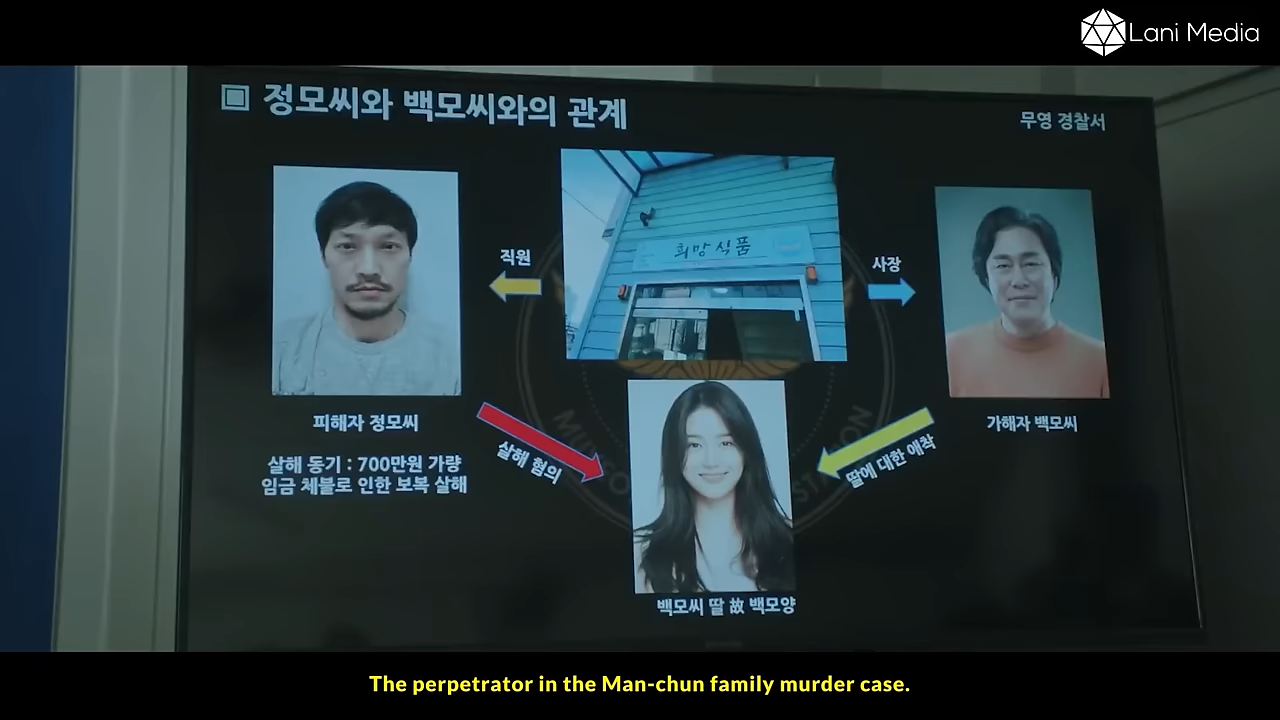 Lani Media
정모씨와 백모씨와의 관계
무영 경찰서
희망식품
직원
사장
피해자 정모씨
가해자 백모씨
살해 동기 : 700만원 가량
임금 체불로 인한 보복 살해
살해 혐의
딸에 대한 애착
백모씨 딸 故 백모양
The perpetrator in the Man-chun family murder case.